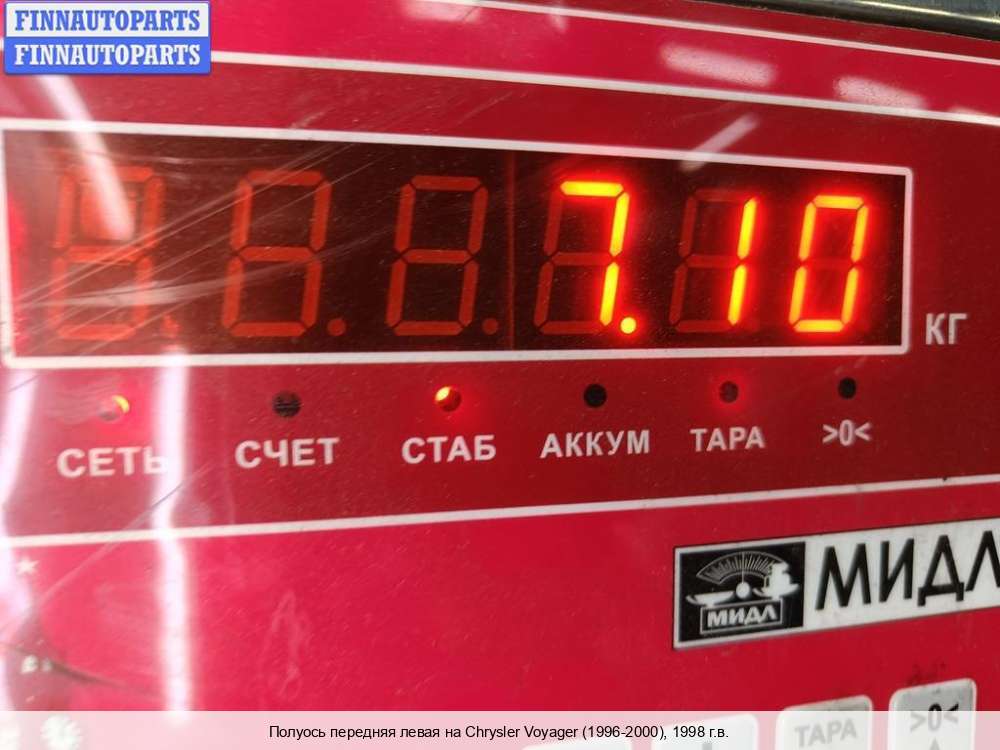 FINNAUTOPARTS
FINNAUTOPARTS
7.10
КГ
СЕТЬ СЧЕТ СТАБ АККУМ ТАРА >0<
МИДЛ
МИДЛ
ТАРА >0<
Полуось передняя левая на Chrysler Voyager (1996-2000), 1998 г.в.